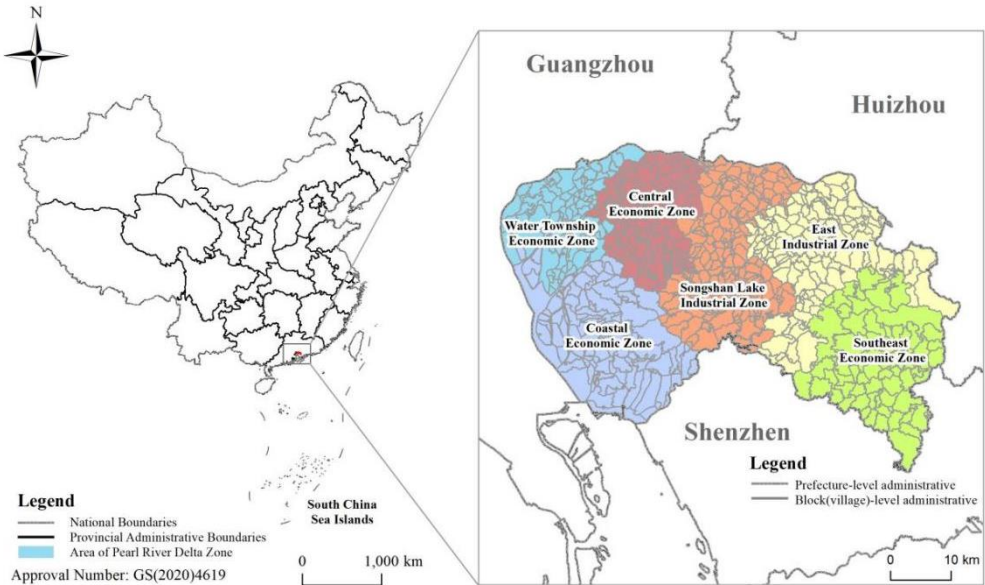 N
Guangzhou
Huizhou
Central
Economic Zone
Water Township
Economic Zone
East
Industrial Zone
Songshan Lake
Industrial Zone
Coastal
Economic Zone
Southeast
Economic Zone
Shenzhen
Legend
Prefecture-level administrative
Block(village)-level administrative
0
10 km
Legend
National Boundaries
Provincial Administrative Boundaries
Area of Pearl River Delta Zone
South China
Sea Islands
Approval Number: GS(2020)4619
0
1,000 km